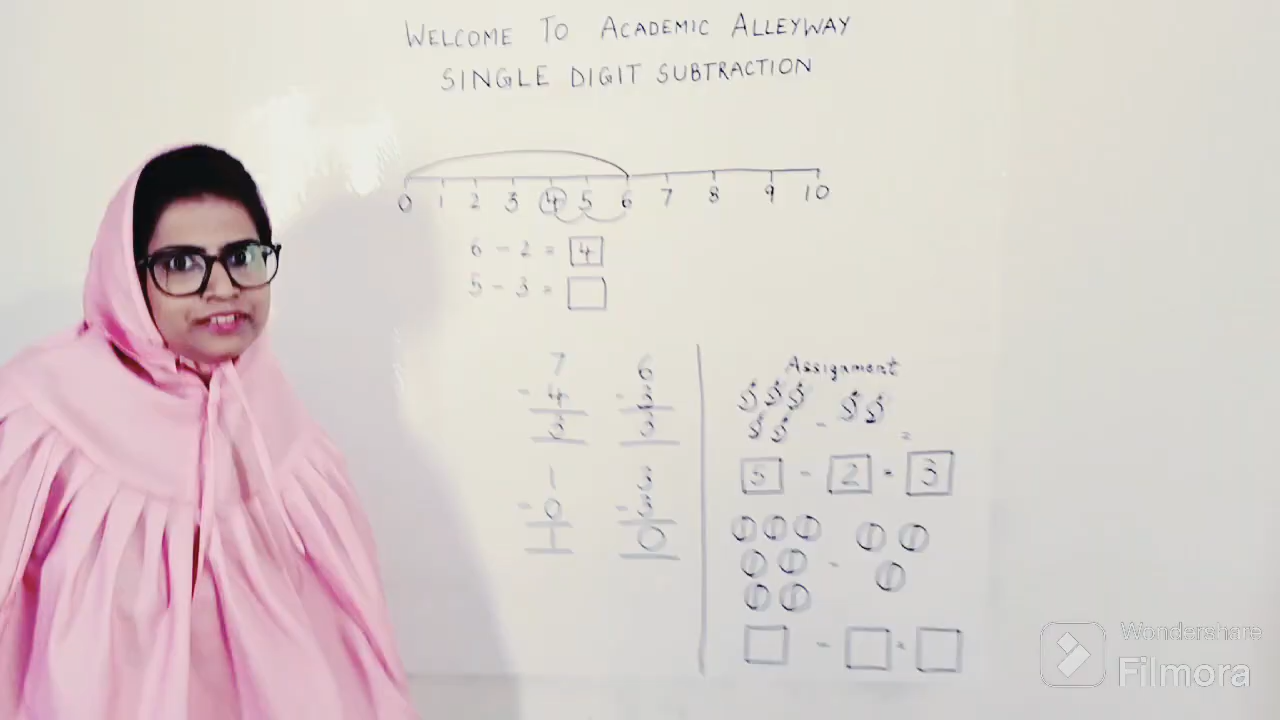 WELCOME TO ACADEMIC ALLEYWAY
SINGLE DIGIT SUBTRACTION
0 1 2 3 4 5 6 7 8 9 10
6 - 2 = 4
5 - 3 =
7 6
- 4 - 3
3 3
1 3
- 0 - 3
1 0
Assignment
- =
5 - 2 = 3
-
- =
Wondershare
Filmora